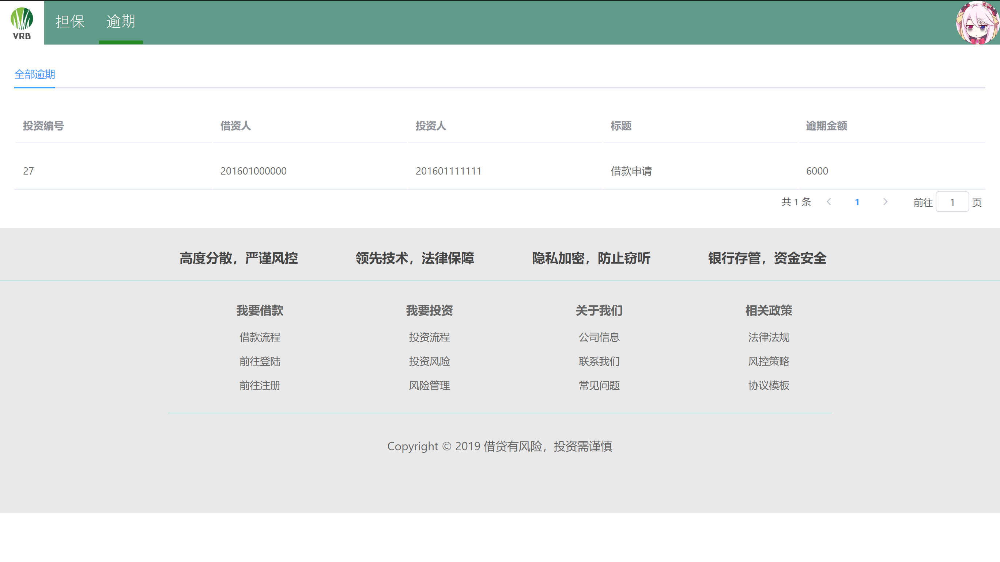 VRB
担保 逾期
全部逾期
投资编号 借资人 投资人 标题 逾期金额
27 201601000000 201601111111 借款申请 6000
共 1 条 1 前往 1 页
高度分散，严谨风控 领先技术，法律保障 隐私加密，防止窃听 银行存管，资金安全
我要借款 我要投资 关于我们 相关政策
借款流程 投资流程 公司信息 法律法规
前往登陆 投资风险 联系我们 风控策略
前往注册 风险管理 常见问题 协议模板
Copyright © 2019 借贷有风险，投资需谨慎